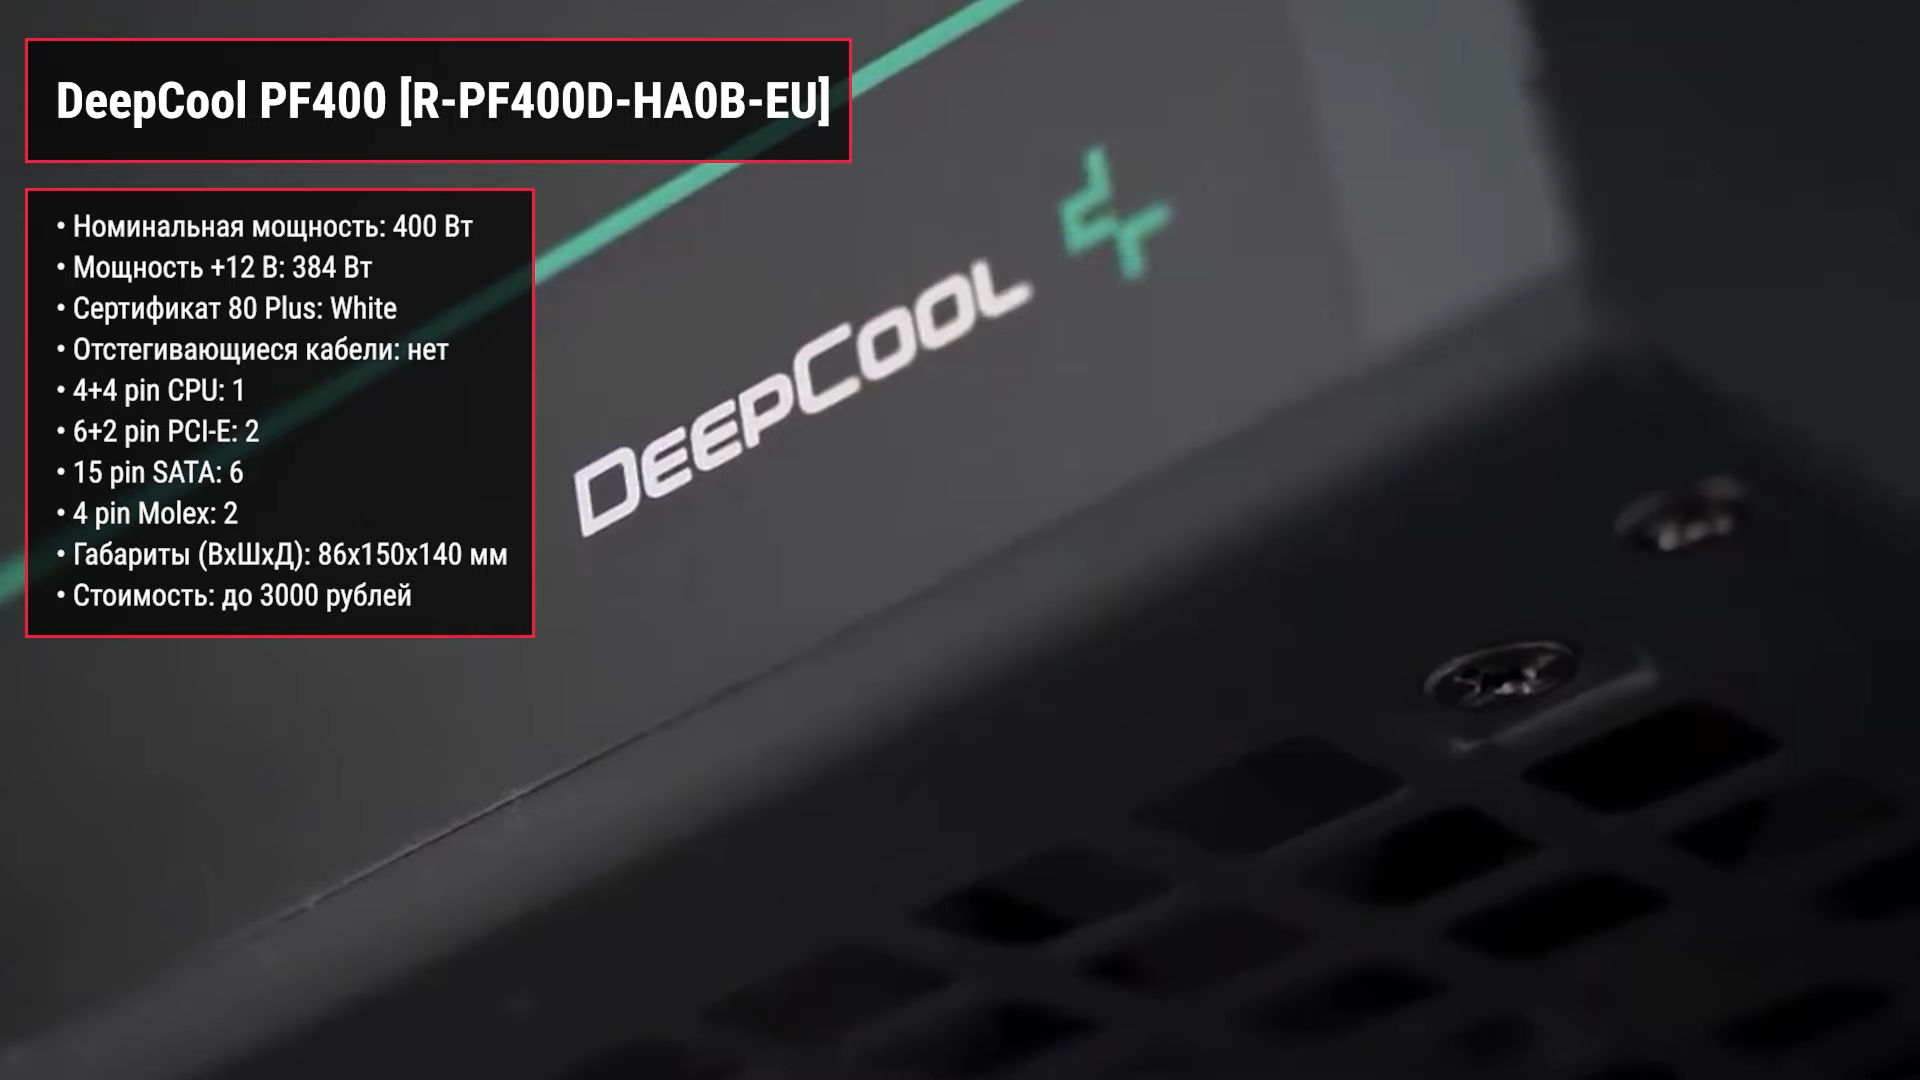 DeepCool PF400 [R-PF400D-HA0B-EU]
• Номинальная мощность: 400 Вт
• Мощность +12 В: 384 Вт
• Сертификат 80 Plus: White
• Отстегивающиеся кабели: нет
• 4+4 pin CPU: 1
• 6+2 pin PCI-E: 2
• 15 pin SATA: 6
• 4 pin Molex: 2
• Габариты (ВхШхД): 86x150x140 мм
• Стоимость: до 3000 рублей
DEEPCOOL